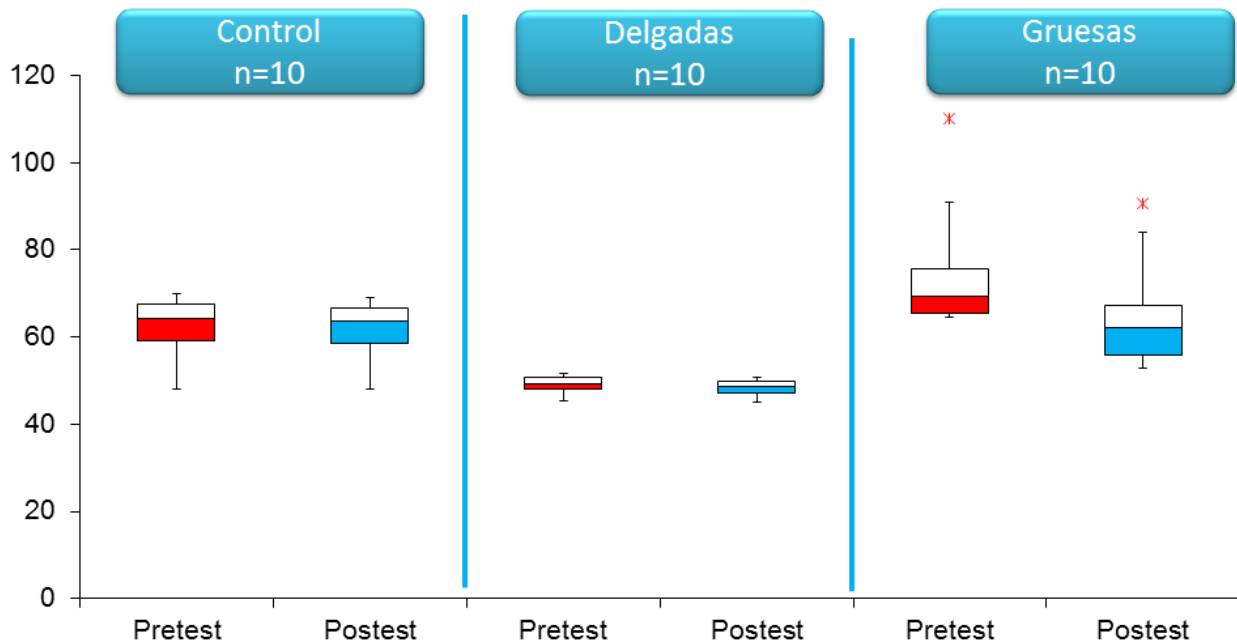 Control
n=10
Delgadas
n=10
Gruesas
n=10
120
100
80
60
40
20
0
Pretest
Postest
Pretest
Postest
Pretest
Postest